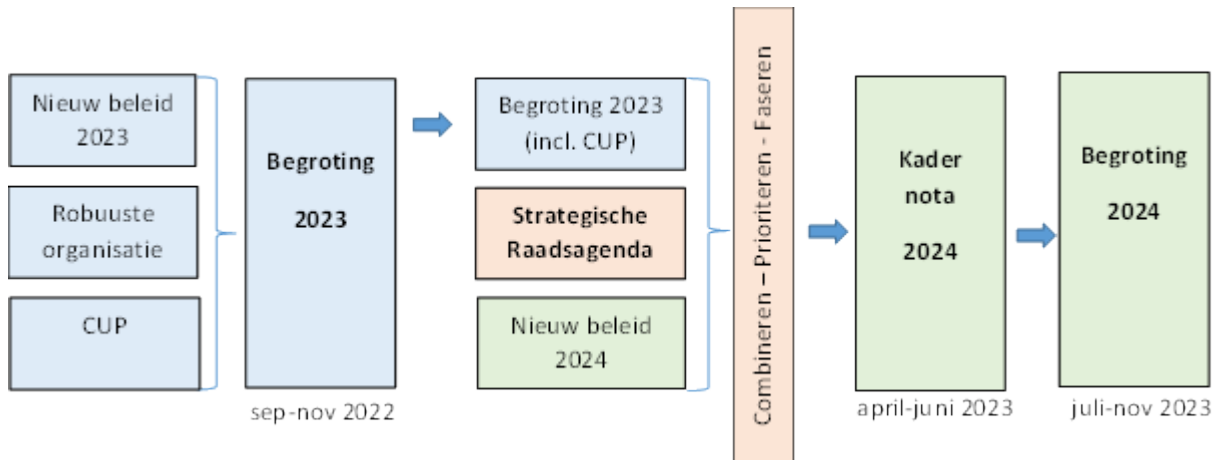 Nieuw beleid
2023
Robuuste
organisatie
CUP
Begroting
2023
sep-nov 2022
Begroting 2023
(incl. CUP)
Strategische
Raadsagenda
Nieuw beleid
2024
Combineren – Prioriteren - Faseren
Kader
nota
2024
april-juni 2023
Begroting
2024
juli-nov 2023